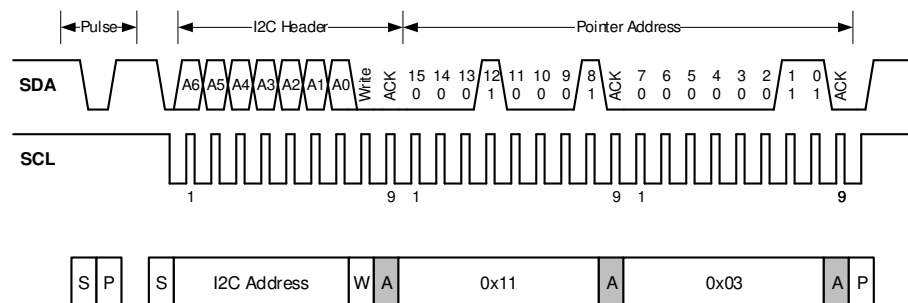 Pulse I2C Header Pointer Address
SDA A6 A5 A4 A3 A2 A1 A0 Write ACK 15 14 13 12 11 10 9 8 ACK 7 6 5 4 3 2 1 0 ACK
0 0 0 1 0 0 0 1 0 0 0 0 0 0 1 1
SCL
1 9 1 9 1 9
S P S I2C Address W A 0x11 A 0x03 A P